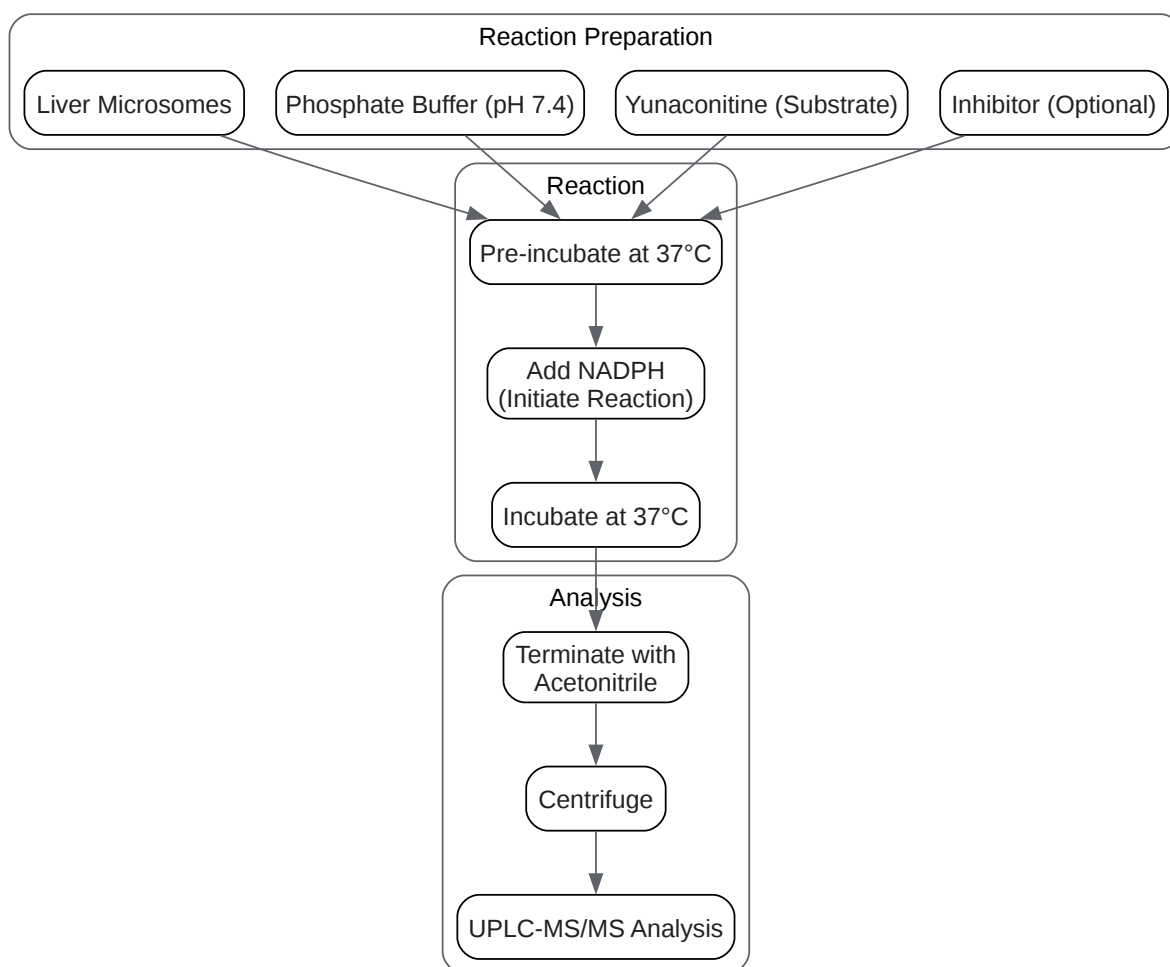 Reaction Preparation
Liver Microsomes
Phosphate Buffer (pH 7.4)
Yunaconitine (Substrate)
Inhibitor (Optional)
Reaction
Pre-incubate at 37°C
Add NADPH
(Initiate Reaction)
Incubate at 37°C
Analysis
Terminate with
Acetonitrile
Centrifuge
UPLC-MS/MS Analysis